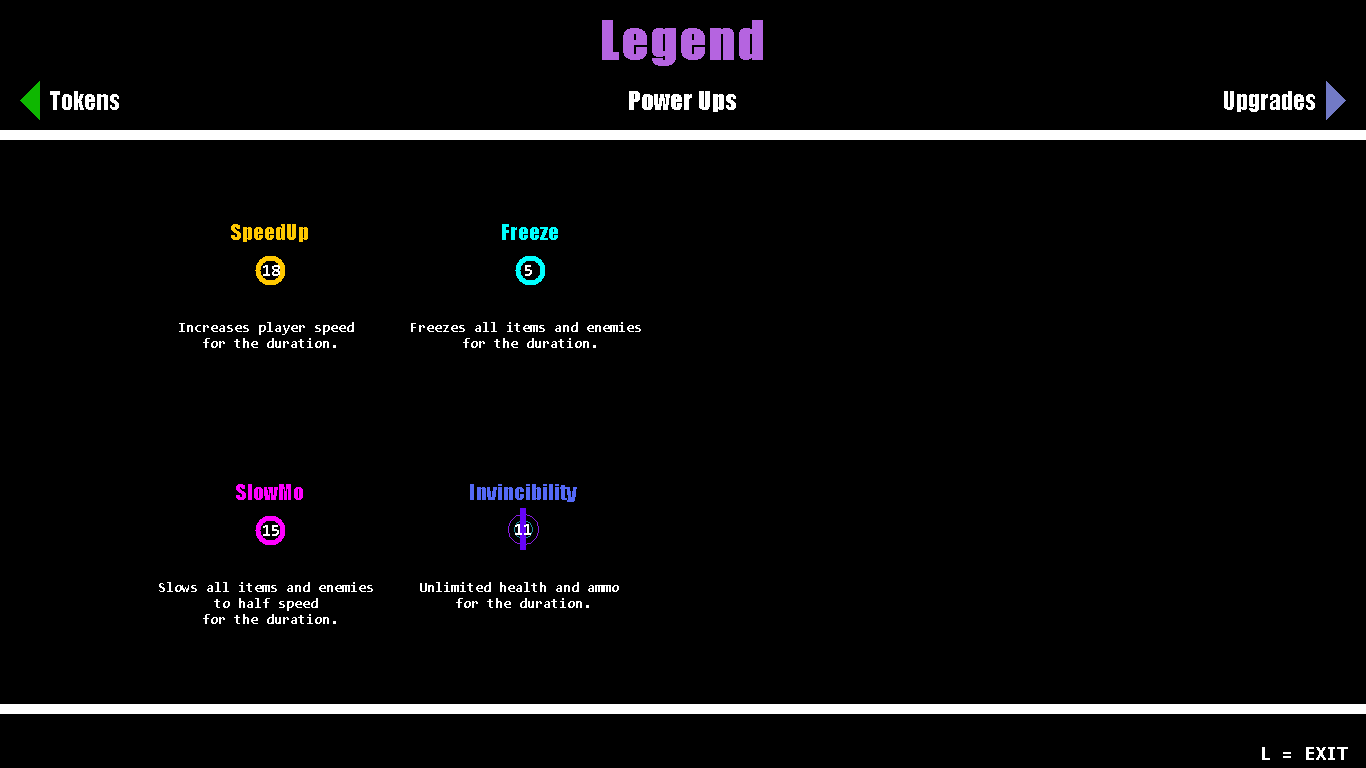 Legend
Tokens
Power Ups
Upgrades
SpeedUp
18
Increases player speed
for the duration.
Freeze
5
Freezes all items and enemies
for the duration.
SlowMo
15
Slows all items and enemies
to half speed
for the duration.
Invincibility
11
Unlimited health and ammo
for the duration.
L = EXIT